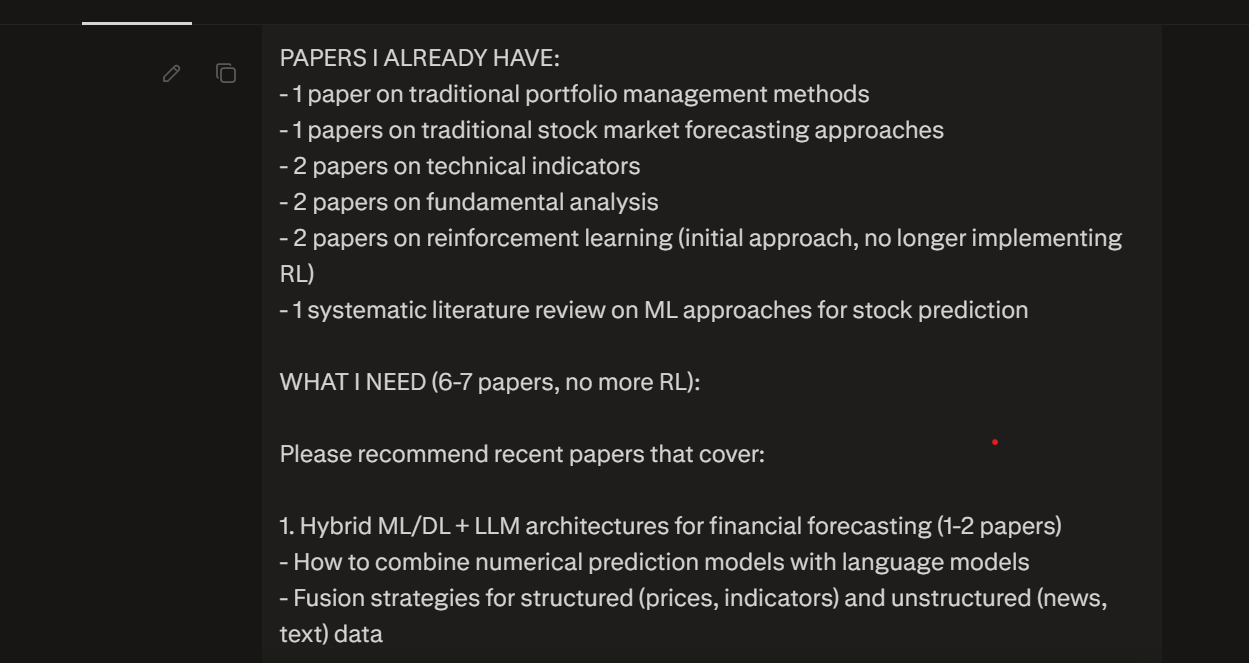 PAPERS I ALREADY HAVE:
- 1 paper on traditional portfolio management methods
- 1 papers on traditional stock market forecasting approaches
- 2 papers on technical indicators
- 2 papers on fundamental analysis
- 2 papers on reinforcement learning (initial approach, no longer implementing
RL)
- 1 systematic literature review on ML approaches for stock prediction
WHAT I NEED (6-7 papers, no more RL):
Please recommend recent papers that cover:
1. Hybrid ML/DL + LLM architectures for financial forecasting (1-2 papers)
- How to combine numerical prediction models with language models
- Fusion strategies for structured (prices, indicators) and unstructured (news,
text) data